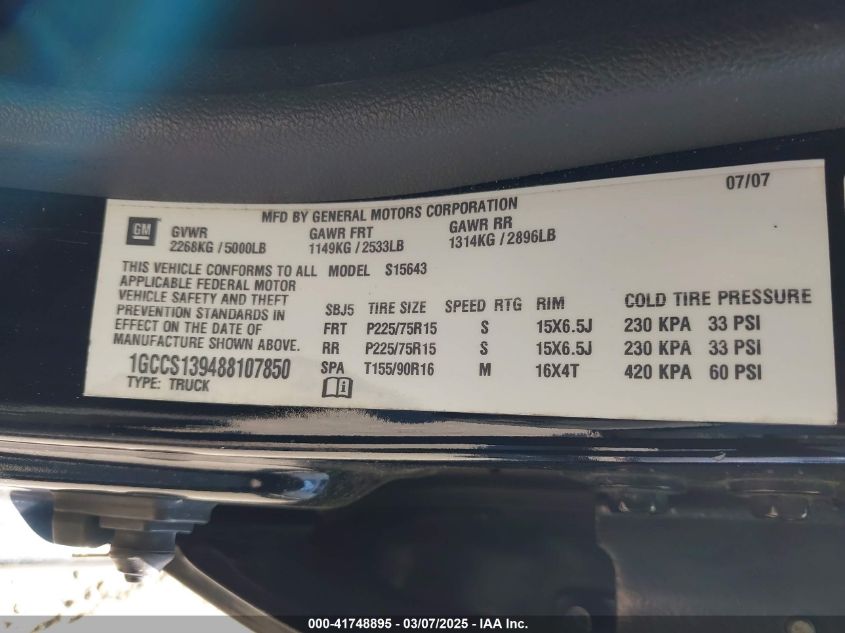 07/07
MFD BY GENERAL MOTORS CORPORATION
GM GVWR GAWR FRT GAWR RR
2268KG / 5000LB 1149KG / 2533LB 1314KG / 2896LB
THIS VEHICLE CONFORMS TO ALL MODEL S15643
APPLICABLE FEDERAL MOTOR
VEHICLE SAFETY AND THEFT
PREVENTION STANDARDS IN
EFFECT ON THE DATE OF
MANUFACTURE SHOWN ABOVE.
1GCCS139488107850
TYPE: TRUCK
SBJ5 TIRE SIZE SPEED RTG RIM COLD TIRE PRESSURE
FRT P225/75R15 S 15X6.5J 230 KPA 33 PSI
RR P225/75R15 S 15X6.5J 230 KPA 33 PSI
SPA T155/90R16 M 16X4T 420 KPA 60 PSI
000-41748895 - 03/07/2025 - IAA Inc.